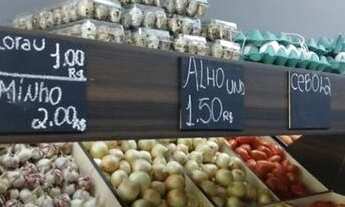 Lorau 1.00
R$
Minho
2.00 R$
ALHO UND
1.50 R$
CEBOLA